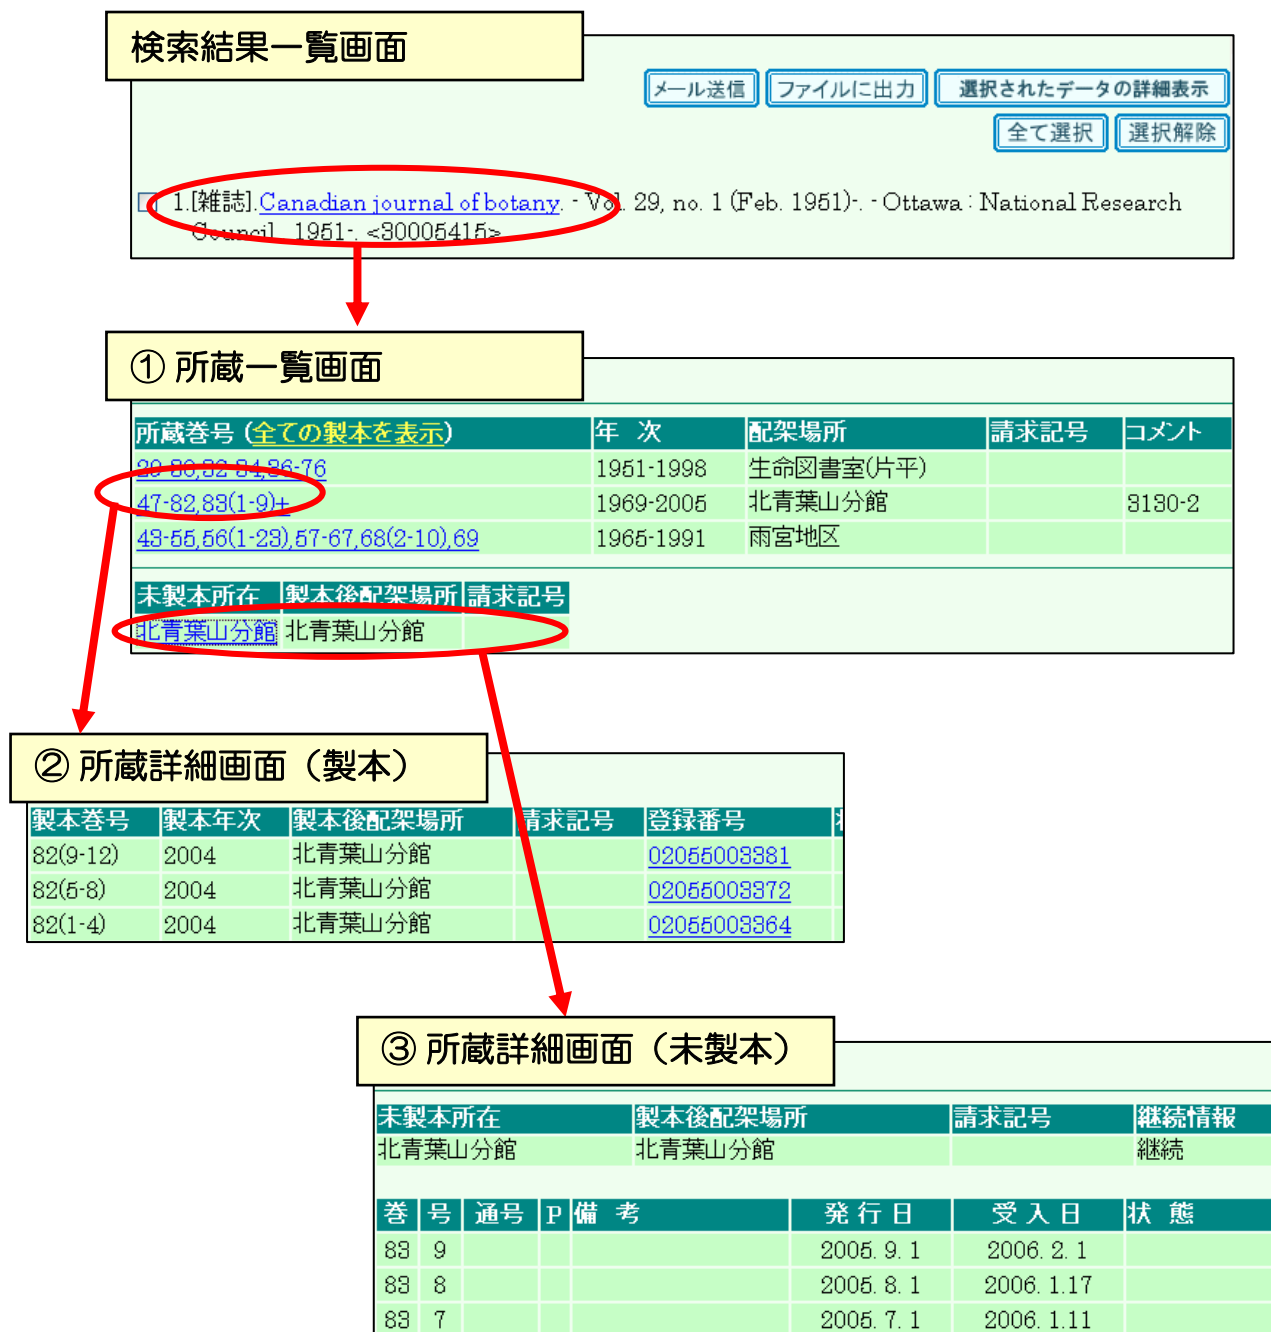 検索結果一覧画面
メール送信 ファイルに出力 選択されたデータの詳細表示
全て選択 選択解除
1.[雑誌].Canadian journal of botany. - Vol. 29, no. 1 (Feb. 1951)-. - Ottawa : National Research
Council, 1951-. <30005415>
① 所蔵一覧画面
所蔵巻号 (全ての製本を表示) 年 次 配架場所 請求記号 コメント
29-30,32-34,36-76 1951-1998 生命図書室(片平)
47-82,83(1-9)+ 1969-2005 北青葉山分館 3130-2
43-55,56(1-23),57-67,68(2-10),69 1965-1991 雨宮地区
未製本所在 製本後配架場所 請求記号
北青葉山分館 北青葉山分館
② 所蔵詳細画面（製本）
製本巻号 製本年次 製本後配架場所 請求記号 登録番号
82(9-12) 2004 北青葉山分館 02055003381
82(5-8) 2004 北青葉山分館 02055003372
82(1-4) 2004 北青葉山分館 02055003364
③ 所蔵詳細画面（未製本）
未製本所在 製本後配架場所 請求記号 継続情報
北青葉山分館 北青葉山分館 継続
巻 号 通号 P 備 考 発 行 日 受 入 日 状 態
83 9 2005. 9. 1 2006. 2. 1
83 8 2005. 8. 1 2006. 1.17
83 7 2005. 7. 1 2006. 1.11